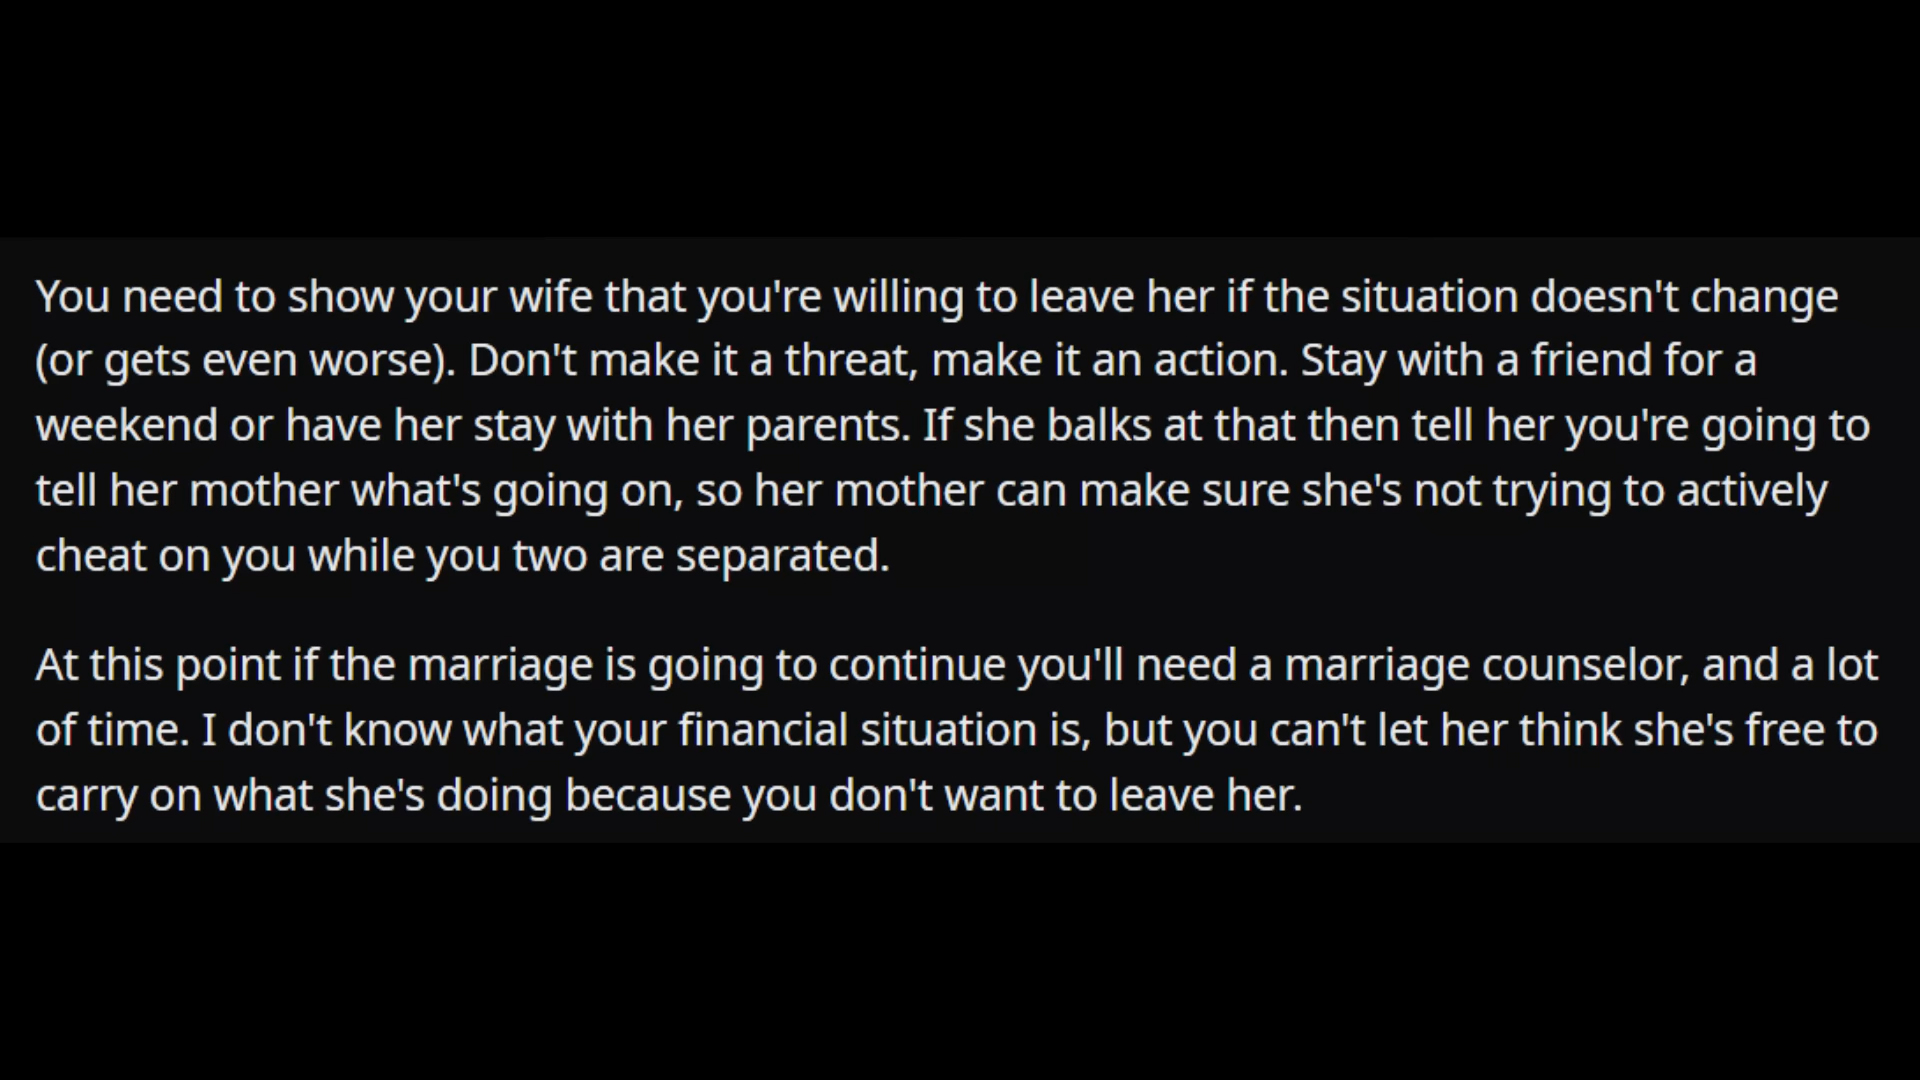 You need to show your wife that you're willing to leave her if the situation doesn't change
(or gets even worse). Don't make it a threat, make it an action. Stay with a friend for a
weekend or have her stay with her parents. If she balks at that then tell her you're going to
tell her mother what's going on, so her mother can make sure she's not trying to actively
cheat on you while you two are separated.
At this point if the marriage is going to continue you'll need a marriage counselor, and a lot
of time. I don't know what your financial situation is, but you can't let her think she's free to
carry on what she's doing because you don't want to leave her.